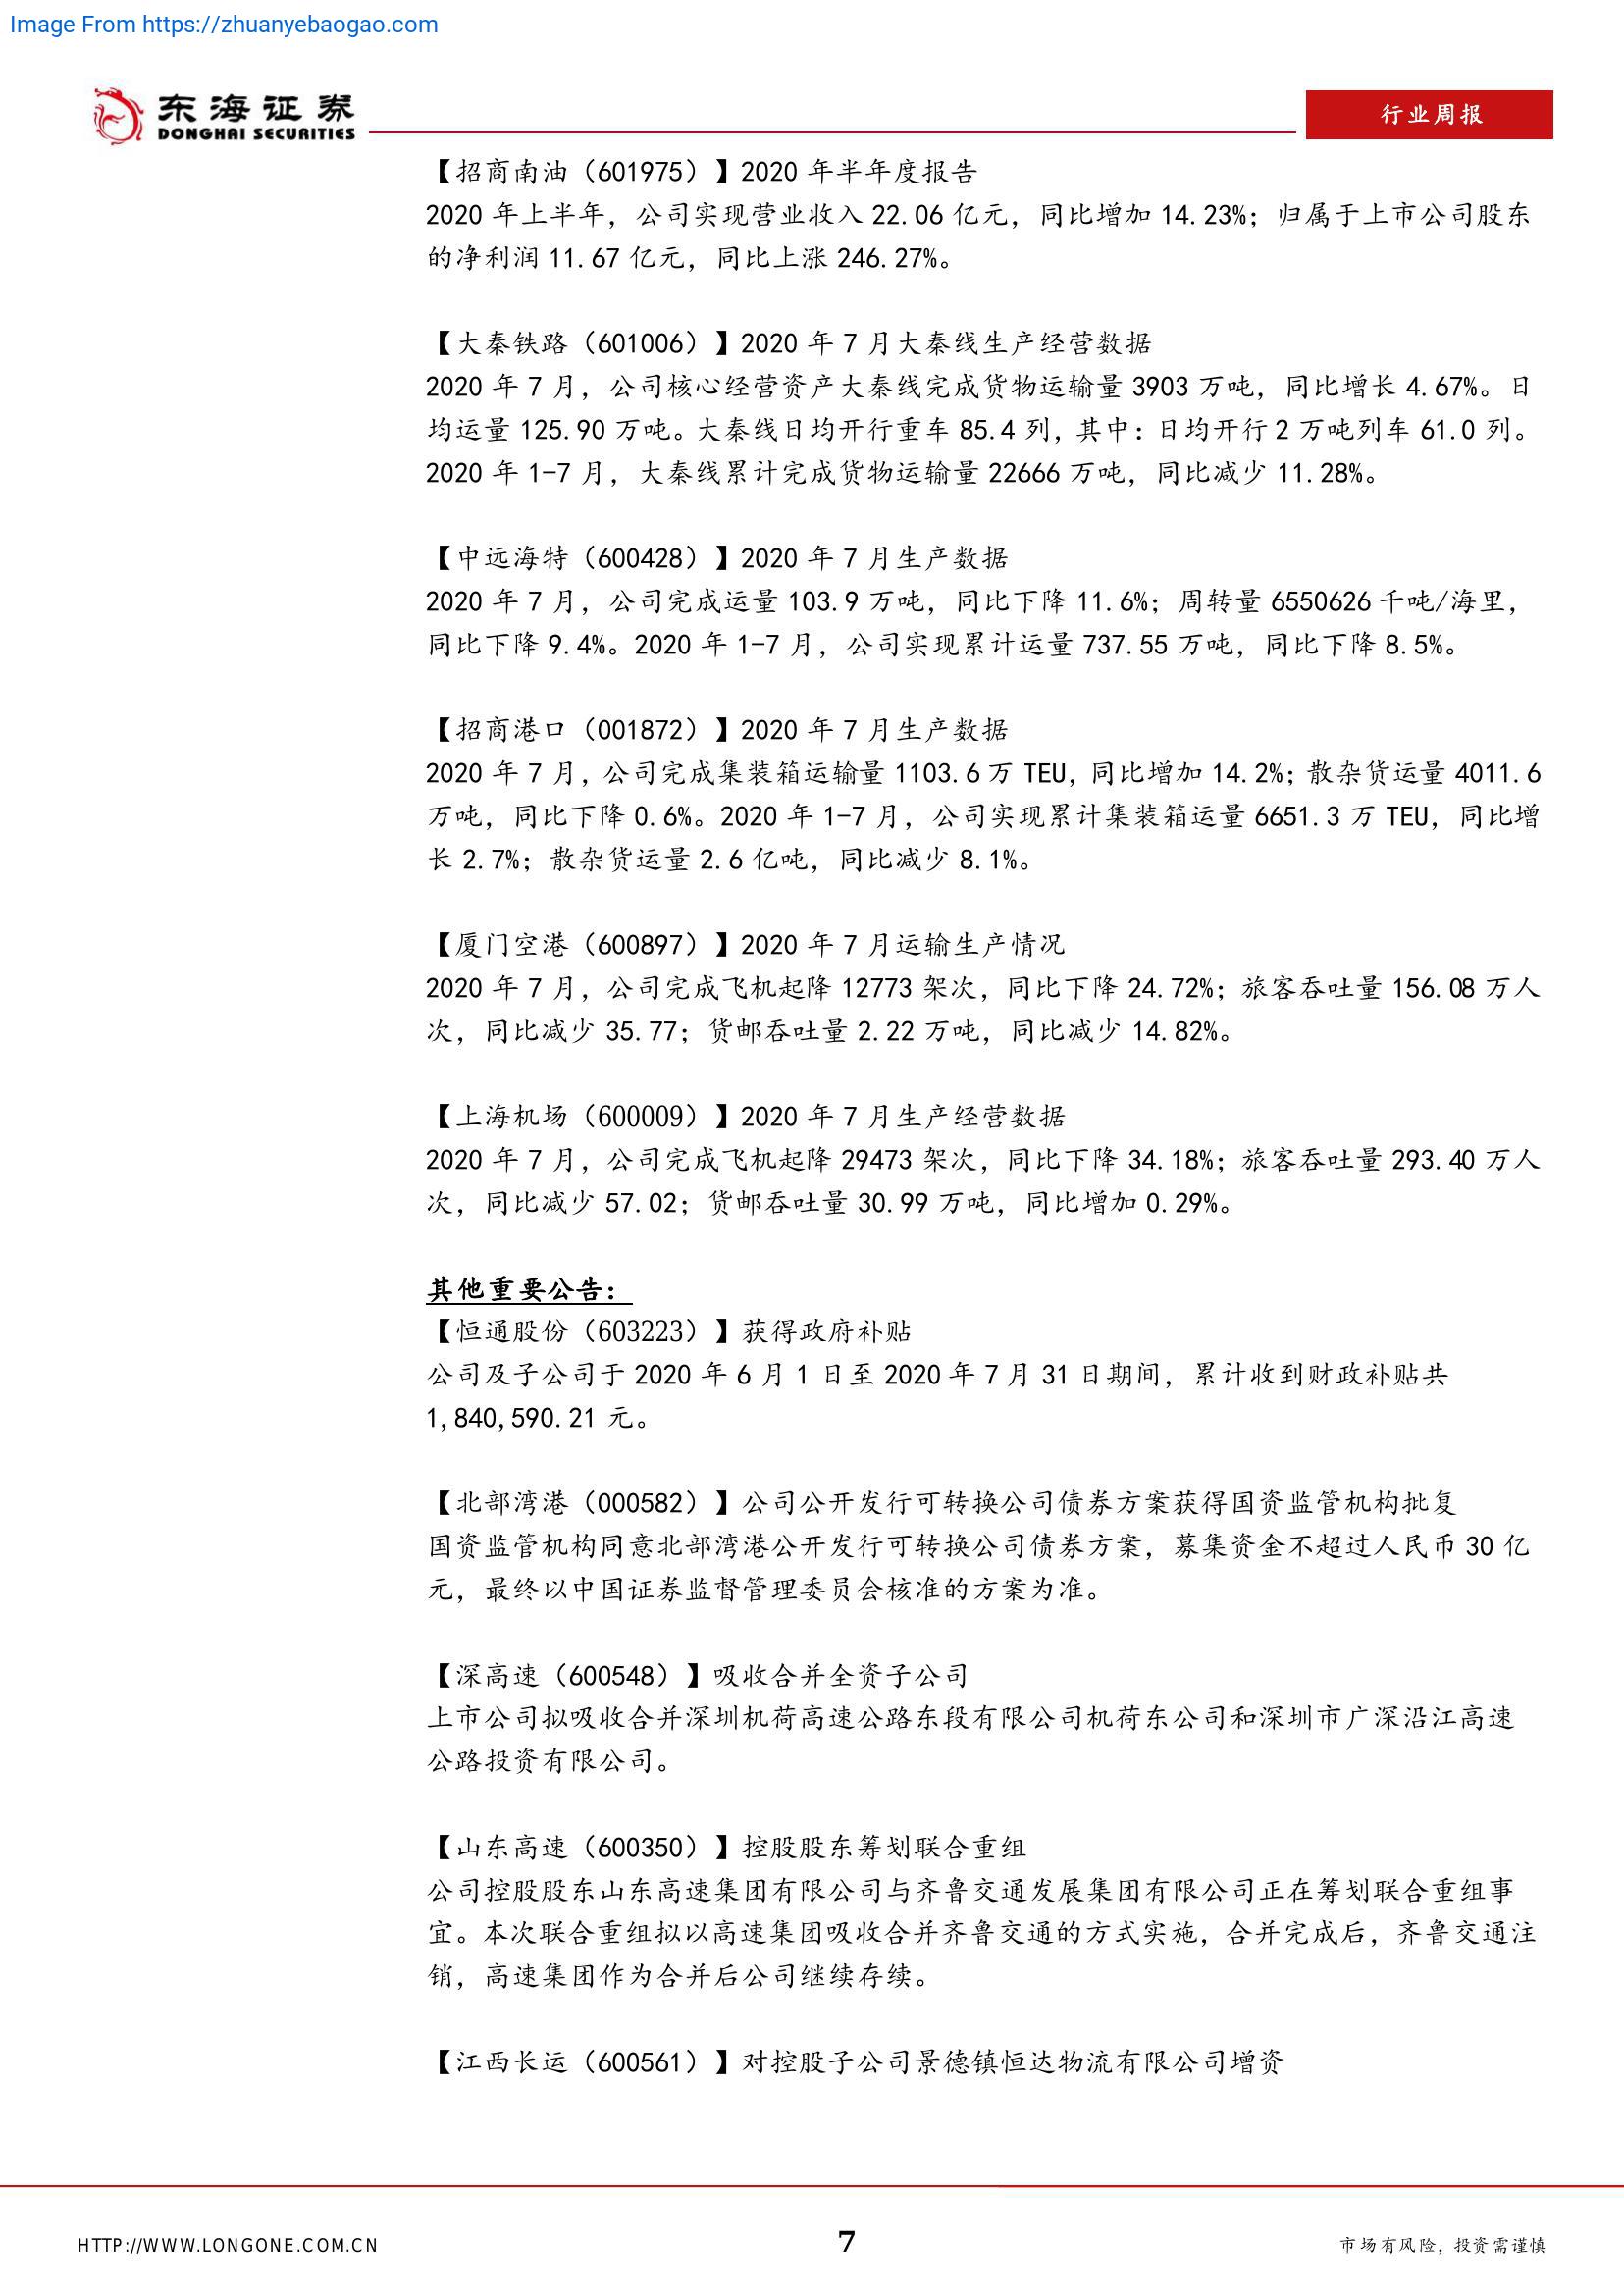 Image From https://zhuanyebaogao.com
东海证券
DONGHAI SECURITIES
行业周报
【招商南油（601975）】2020 年半年度报告
2020 年上半年，公司实现营业收入 22.06 亿元，同比增加 14.23%；归属于上市公司股东
的净利润 11.67 亿元，同比上涨 246.27%。
【大秦铁路（601006）】2020 年 7 月大秦线生产经营数据
2020 年 7 月，公司核心经营资产大秦线完成货物运输量 3903 万吨，同比增长 4.67%。日
均运量 125.90 万吨。大秦线日均开行重车 85.4 列，其中：日均开行 2 万吨列车 61.0 列。
2020 年 1-7 月，大秦线累计完成货物运输量 22666 万吨，同比减少 11.28%。
【中远海特（600428）】2020 年 7 月生产数据
2020 年 7 月，公司完成运量 103.9 万吨，同比下降 11.6%；周转量 6550626 千吨/海里，
同比下降 9.4%。2020 年 1-7 月，公司实现累计运量 737.55 万吨，同比下降 8.5%。
【招商港口（001872）】2020 年 7 月生产数据
2020 年 7 月，公司完成集装箱运输量 1103.6 万 TEU，同比增加 14.2%；散杂货运量 4011.6
万吨，同比下降 0.6%。2020 年 1-7 月，公司实现累计集装箱运量 6651.3 万 TEU，同比增
长 2.7%；散杂货运量 2.6 亿吨，同比减少 8.1%。
【厦门空港（600897）】2020 年 7 月运输生产情况
2020 年 7 月，公司完成飞机起降 12773 架次，同比下降 24.72%；旅客吞吐量 156.08 万人
次，同比减少 35.77；货邮吞吐量 2.22 万吨，同比减少 14.82%。
【上海机场（600009）】2020 年 7 月生产经营数据
2020 年 7 月，公司完成飞机起降 29473 架次，同比下降 34.18%；旅客吞吐量 293.40 万人
次，同比减少 57.02；货邮吞吐量 30.99 万吨，同比增加 0.29%。
其他重要公告：
【恒通股份（603223）】获得政府补贴
公司及子公司于 2020 年 6 月 1 日至 2020 年 7 月 31 日期间，累计收到财政补贴共
1,840,590.21 元。
【北部湾港（000582）】公司公开发行可转换公司债券方案获得国资监管机构批复
国资监管机构同意北部湾港公开发行可转换公司债券方案，募集资金不超过人民币 30 亿
元，最终以中国证券监督管理委员会核准的方案为准。
【深高速（600548）】吸收合并全资子公司
上市公司拟吸收合并深圳机荷高速公路东段有限公司机荷东公司和深圳市广深沿江高速
公路投资有限公司。
【山东高速（600350）】控股股东筹划联合重组
公司控股股东山东高速集团有限公司与齐鲁交通发展集团有限公司正在筹划联合重组事
宜。本次联合重组拟以高速集团吸收合并齐鲁交通的方式实施，合并完成后，齐鲁交通注
销，高速集团作为合并后公司继续存续。
【江西长运（600561）】对控股子公司景德镇恒达物流有限公司增资
HTTP://WWW.LONGONE.COM.CN
7
市场有风险，投资需谨慎